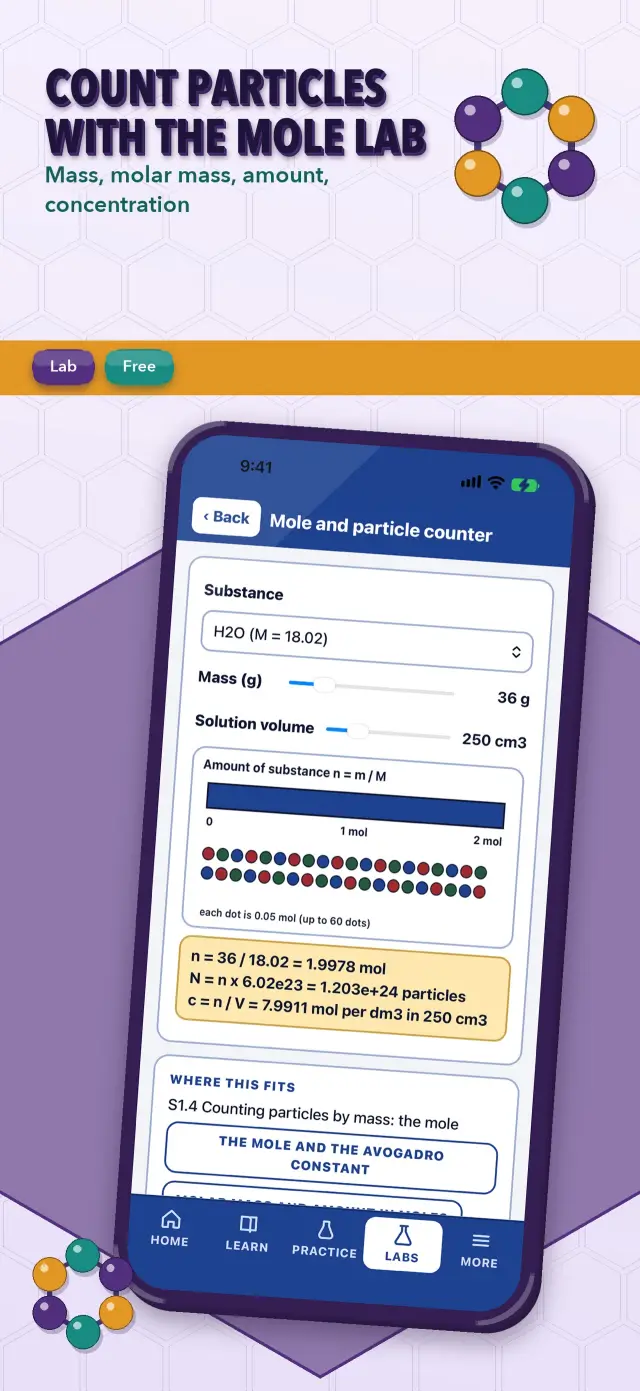 COUNT PARTICLES
WITH THE MOLE LAB
Mass, molar mass, amount,
concentration
Lab
Free
9:41
‹ Back
Mole and particle counter
Substance
H2O (M = 18.02)
Mass (g)
36 g
Solution volume
250 cm3
Amount of substance n = m / M
0
1 mol
2 mol
each dot is 0.05 mol (up to 60 dots)
n = 36 / 18.02 = 1.9978 mol
N = n x 6.02e23 = 1.203e+24 particles
c = n / V = 7.9911 mol per dm3 in 250 cm3
WHERE THIS FITS
S1.4 Counting particles by mass: the mole
THE MOLE AND THE AVOGADRO
CONSTANT
HOME
LEARN
PRACTICE
LABS
MORE